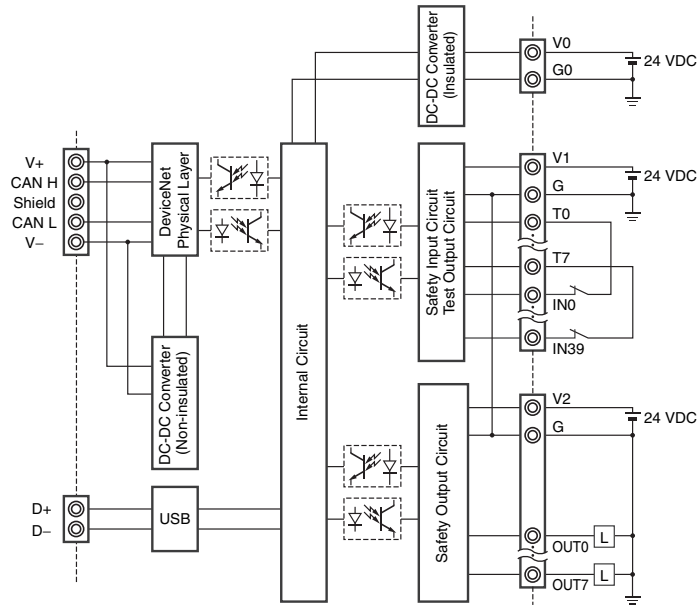 V0
G0
24 VDC
DC-DC Converter
(Insulated)
V+
CAN H
Shield
CAN L
V–
DeviceNet
Physical Layer
DC-DC Converter
(Non-insulated)
Internal Circuit
Safety Input Circuit
Test Output Circuit
V1
G
T0
T7
IN0
IN39
24 VDC
D+
D–
USB
Safety Output Circuit
V2
G
24 VDC
OUT0
L
OUT7
L